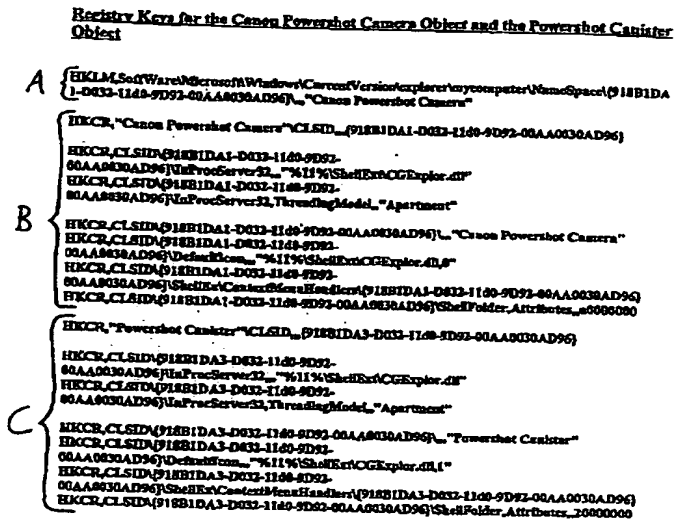 Registry Keys for the Canon Powershot Camera Object and the Powershot Canister
Object
A
HKLM,SoftWare\Microsoft\Windows\CurrentVersion\explorer\mycomputer\NameSpace\{918B1DA
1-D032-11d0-9D92-00AA0030AD96}\,,,"Canon Powershot Camera"
B
HKCR,"Canon Powershot Camera"\CLSID,,,{918B1DA1-D032-11d0-9D92-00AA0030AD96}
HKCR,CLSID\{918B1DA1-D032-11d0-9D92-
00AA0030AD96}\InProcServer32,,,"%11%\ShellExt\CGExplor.dll"
HKCR,CLSID\{918B1DA1-D032-11d0-9D92-
00AA0030AD96}\InProcServer32,ThreadingModel,,"Apartment"
HKCR,CLSID\{918B1DA1-D032-11d0-9D92-00AA0030AD96}\,,,"Canon Powershot Camera"
HKCR,CLSID\{918B1DA1-D032-11d0-9D92-
00AA0030AD96}\DefaultIcon,,,"%11%\ShellExt\CGExplor.dll,0"
HKCR,CLSID\{918B1DA1-D032-11d0-9D92-
00AA0030AD96}\ShellEx\ContextMenuHandlers\{918B1DA1-D032-11d0-9D92-00AA0030AD96}
HKCR,CLSID\{918B1DA1-D032-11d0-9D92-00AA0030AD96}\ShellFolder,Attributes,,a0000000
C
HKCR,"Powershot Canister"\CLSID,,,{918B1DA3-D032-11d0-9D92-00AA0030AD96}
HKCR,CLSID\{918B1DA3-D032-11d0-9D92-
00AA0030AD96}\InProcServer32,,,"%11%\ShellExt\CGExplor.dll"
HKCR,CLSID\{918B1DA3-D032-11d0-9D92-
00AA0030AD96}\InProcServer32,ThreadingModel,,"Apartment"
HKCR,CLSID\{918B1DA3-D032-11d0-9D92-00AA0030AD96}\,,,"Powershot Canister"
HKCR,CLSID\{918B1DA3-D032-11d0-9D92-
00AA0030AD96}\DefaultIcon,,,"%11%\ShellExt\CGExplor.dll,1"
HKCR,CLSID\{918B1DA3-D032-11d0-9D92-
00AA0030AD96}\ShellEx\ContextMenuHandlers\{918B1DA3-D032-11d0-9D92-00AA0030AD96}
HKCR,CLSID\{918B1DA3-D032-11d0-9D92-00AA0030AD96}\ShellFolder,Attributes,,20000000